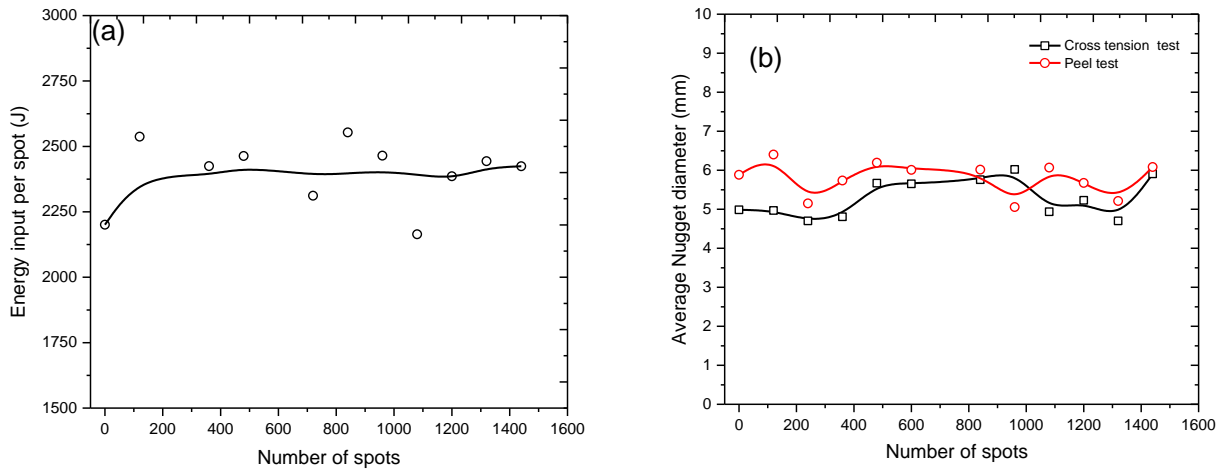 (a)
3000
2750
2500
2250
2000
1750
1500
Energy input per spot (J)
0 200 400 600 800 1000 1200 1400 1600
Number of spots
(b)
Cross tension test
Peel test
10
9
8
7
6
5
4
3
2
1
0
Average Nugget diameter (mm)
0 200 400 600 800 1000 1200 1400 1600
Number of spots